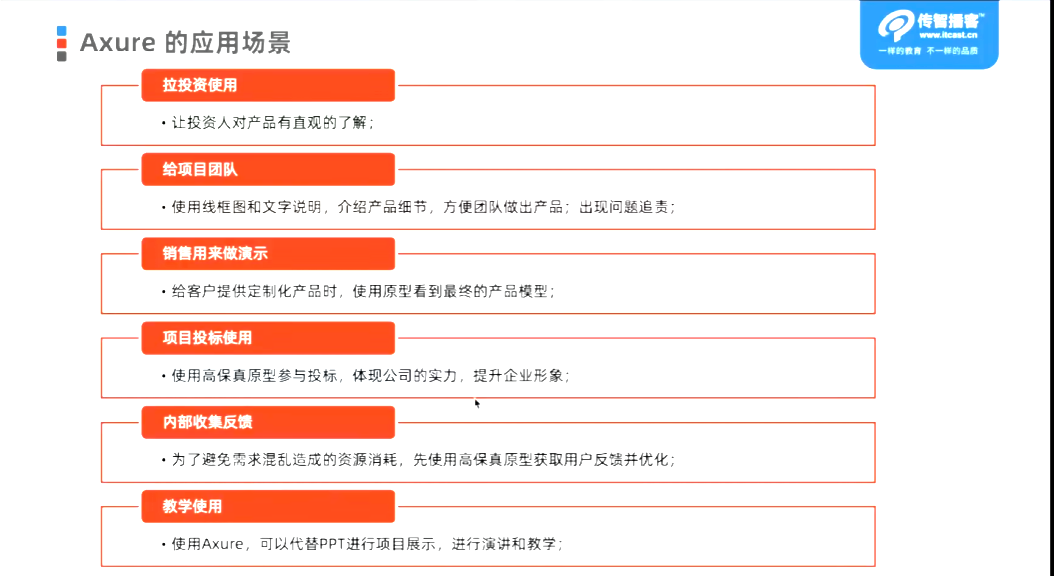 Axure 的应用场景
传智播客™
www.itcast.cn
一样的教育 不一样的品质
拉投资使用
• 让投资人对产品有直观的了解；
给项目团队
• 使用线框图和文字说明，介绍产品细节，方便团队做出产品；出现问题追责；
销售用来做演示
• 给客户提供定制化产品时，使用原型看到最终的产品模型；
项目投标使用
• 使用高保真原型参与投标，体现公司的实力，提升企业形象；
内部收集反馈
• 为了避免需求混乱造成的资源消耗，先使用高保真原型获取用户反馈并优化；
教学使用
• 使用Axure，可以代替PPT进行项目展示，进行演讲和教学；